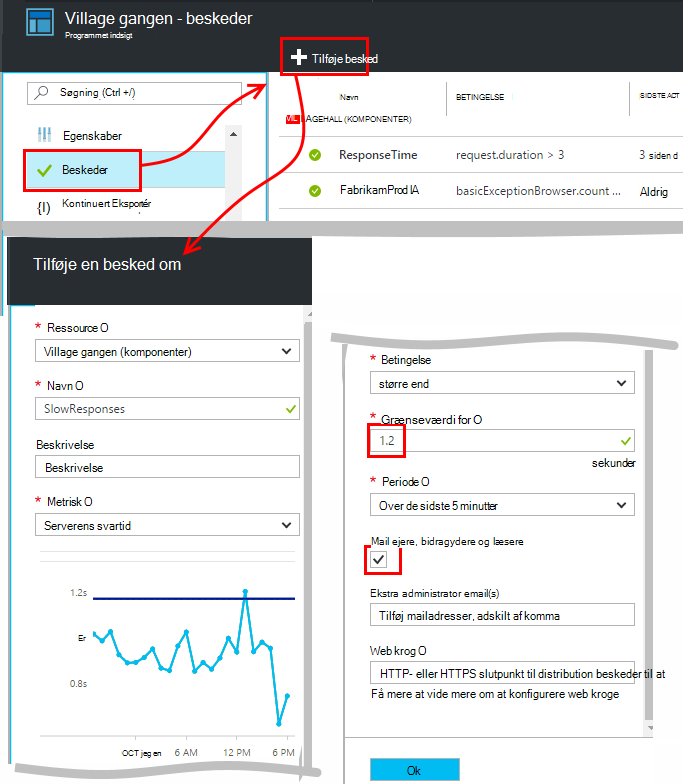 Village gangen - beskeder
Programmet indsigt
Tilføje besked
Søgning (Ctrl +/)
Egenskaber
Beskeder
Kontinuert Eksportér
Navn
BETINGELSE
SIDSTE ACT
AGEHALL (KOMPONENTER)
ResponseTime
request.duration > 3
3 siden d
FabrikamProd IA
basicExceptionBrowser.count ...
Aldrig
Tilføje en besked om
* Ressource O
Village gangen (komponenter)
* Navn O
SlowResponses
Beskrivelse
Beskrivelse
* Metrisk O
Serverens svartid
1.2s
Er
0.8s
OCT jeg en
6 AM
12 PM
6 PM
* Betingelse
større end
* Grænseværdi for O
1.2
sekunder
* Periode O
Over de sidste 5 minutter
Mail ejere, bidragydere og læsere
Ekstra administrator email(s)
Tilføj mailadresser, adskilt af komma
Web krog O
HTTP- eller HTTPS slutpunkt til distribution beskeder til at
Få mere at vide mere om at konfigurere web kroge
Ok